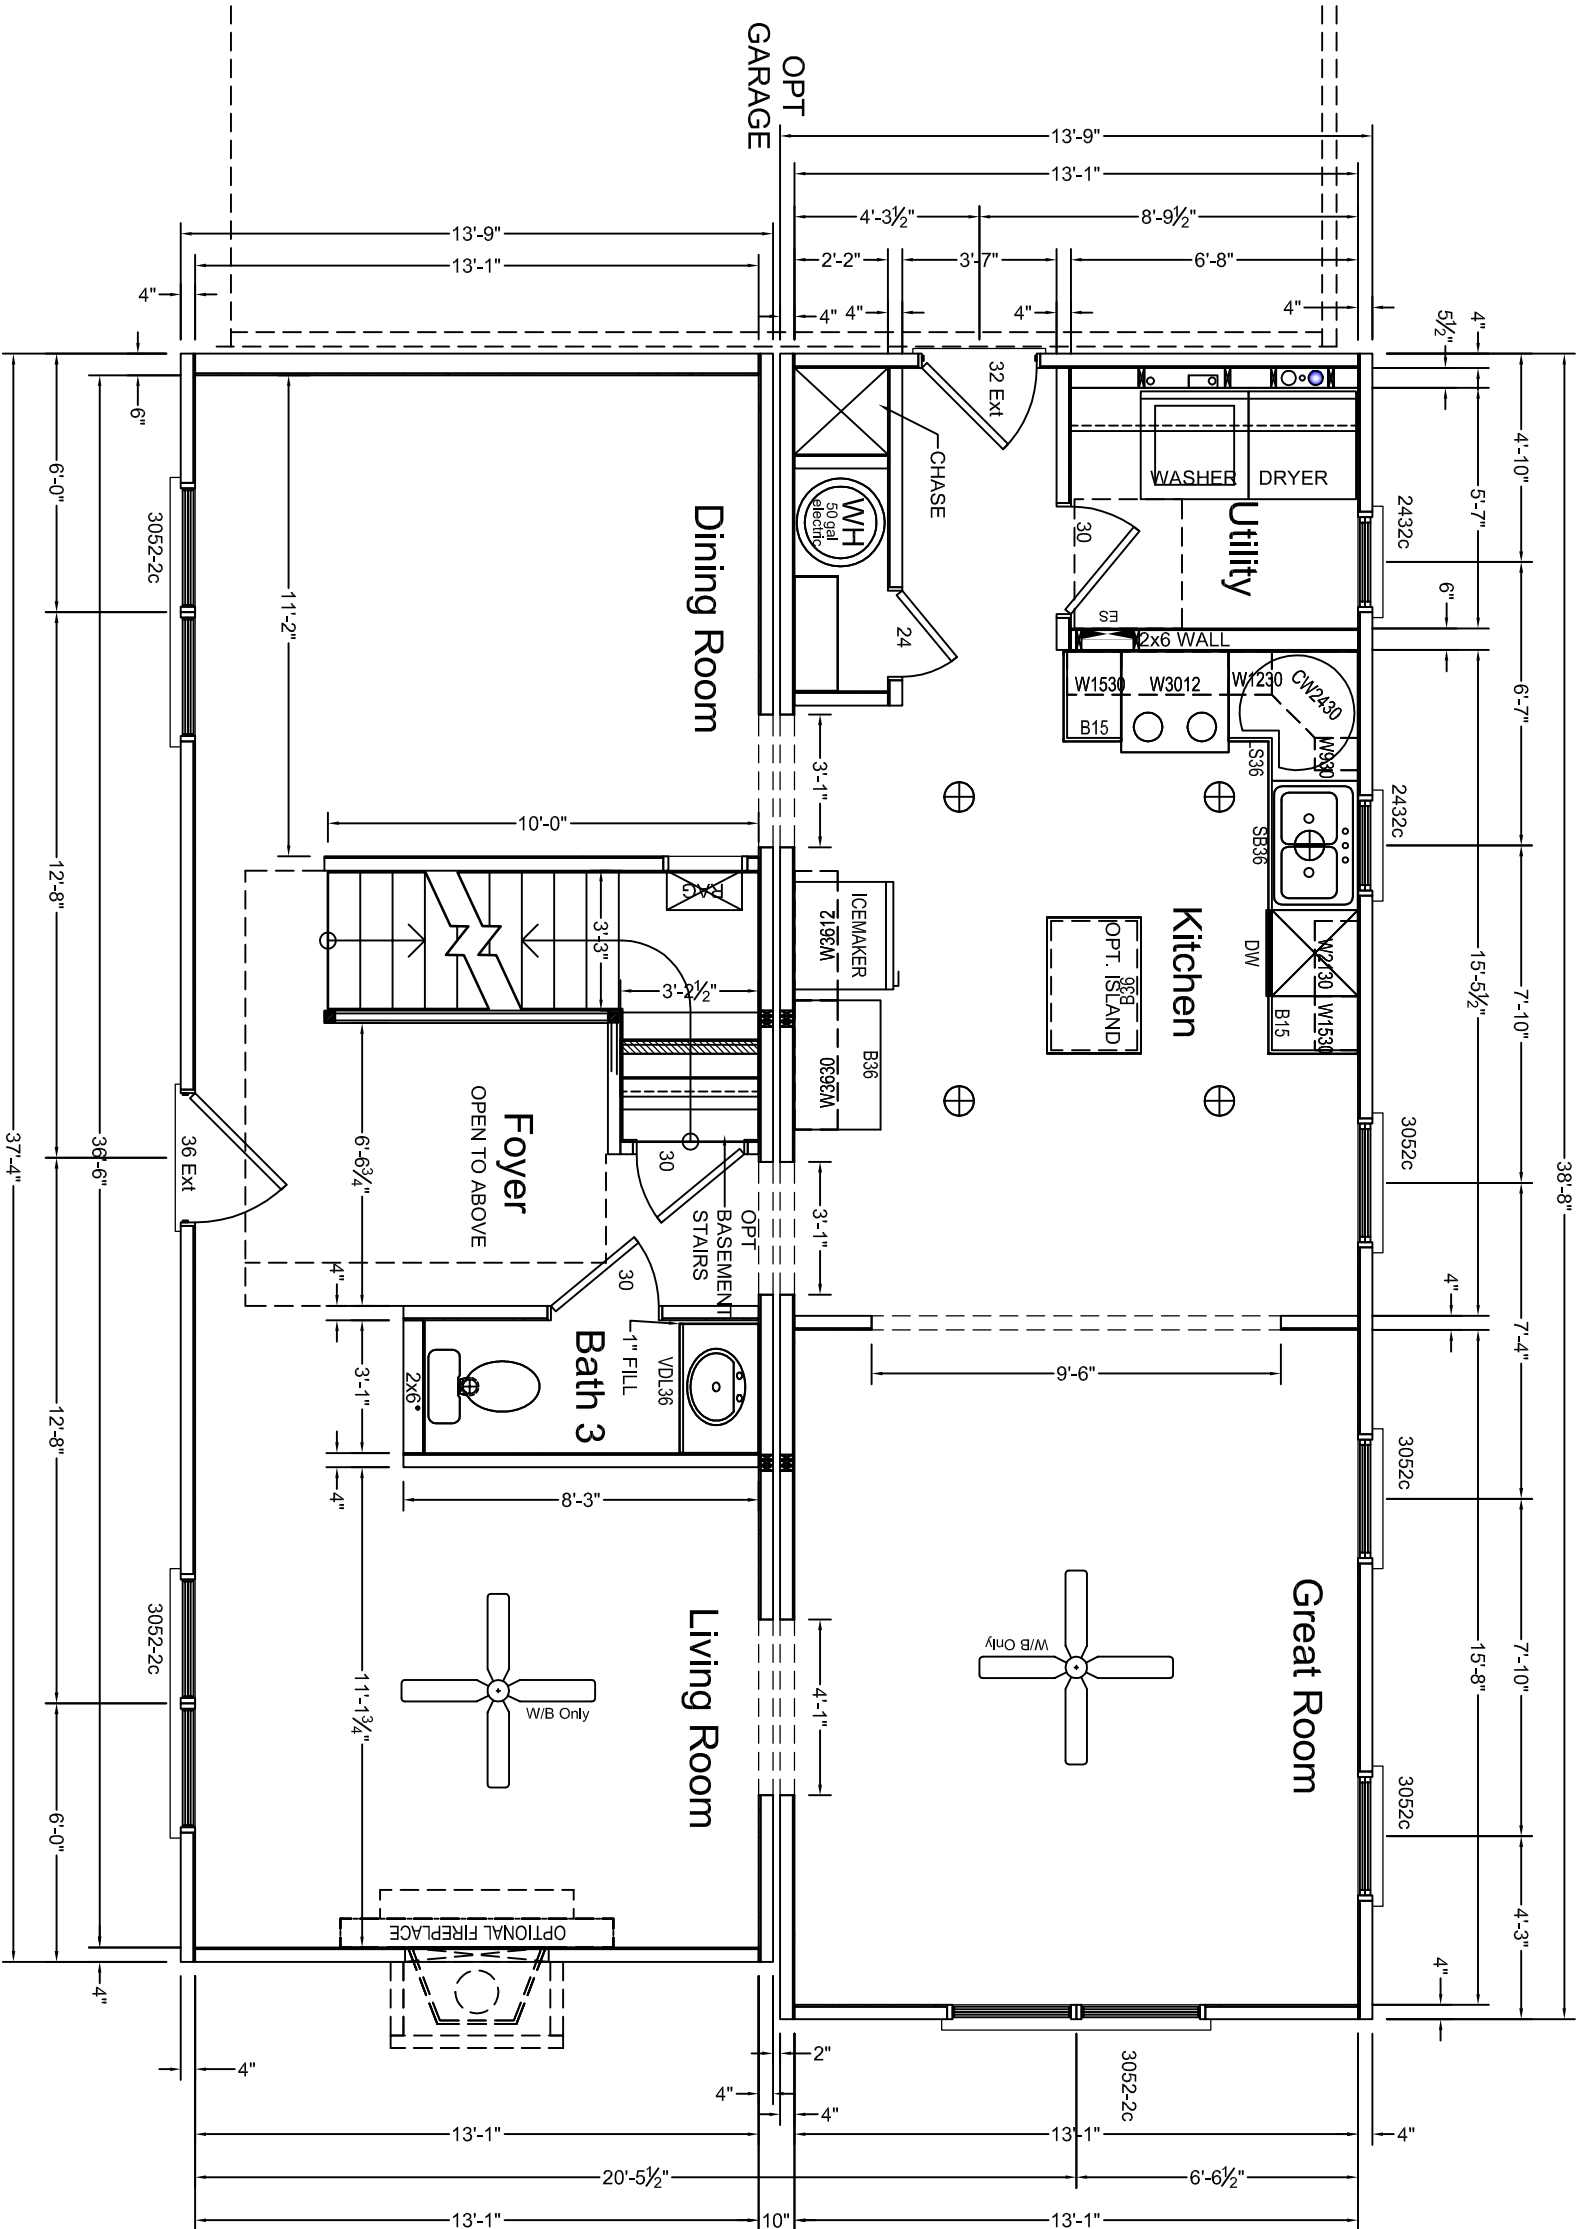 OPT
GARAGE
13'-9"
13'-1"
4'-3½"
8'-9½"
2'-2"
3'-7"
6'-8"
13'-9"
13'-1"
4"
4"
4"
4"
4"
6"
4"
5½"
32 Ext
CHASE
WH
50 gal
electric
WASHER
DRYER
Utility
30
24
ES
2x6 WALL
2432c
4'-10"
5'-7"
6"
Dining Room
11'-2"
6'-0"
3052-2c
W1530
W3012
W1230
CW2430
W930
B15
LS36
SB36
2432c
6'-7"
3'-1"
10'-0"
RAG
3'-3"
3'-2½"
ICEMAKER
W3612
B36
W3630
Kitchen
OPT. ISLAND
B36
DW
W2130
W1530
B15
15'-5½"
7'-10"
38'-8"
3052c
12'-8"
37'-4"
36'-6"
36 Ext
6'-6¾"
Foyer
OPEN TO ABOVE
30
OPT
BASEMENT
STAIRS
3'-1"
30
4"
3'-1"
4"
Bath 3
1" FILL
VDL36
2x6
8'-3"
9'-6"
4"
7'-4"
3052c
12'-8"
3052-2c
11'-1¾"
Living Room
W/B Only
4'-1"
Great Room
W/B Only
15'-8"
7'-10"
3052c
4'-3"
4"
6'-0"
4"
OPTIONAL FIREPLACE
3052-2c
4"
2"
4"
4"
4"
13'-1"
13'-1"
20'-5½"
6'-6½"
13'-1"
10"
13'-1"